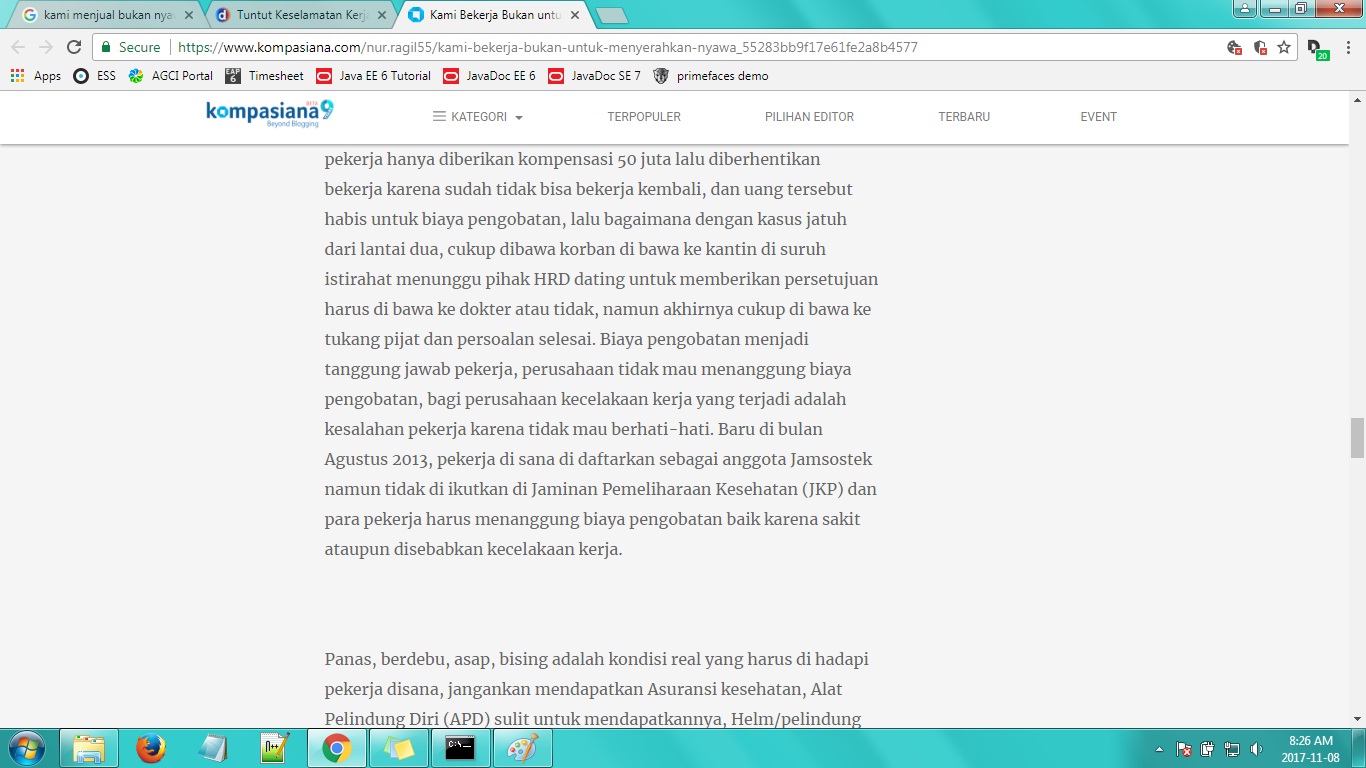 kami menjual bukan nya
Tuntut Keselamatan Kerja
Kami Bekerja Bukan untu
Secure
https://www.kompasiana.com/nur.ragil55/kami-bekerja-bukan-untuk-menyerahkan-nyawa_55283bb9f17e61fe2a8b4577
20
Apps ESS AGCI Portal EAP 6 Timesheet Java EE 6 Tutorial JavaDoc EE 6 JavaDoc SE 7 primefaces demo
kompasiana BETA
Beyond Blogging
KATEGORI TERPOPULER PILIHAN EDITOR TERBARU EVENT
pekerja hanya diberikan kompensasi 50 juta lalu diberhentikan
bekerja karena sudah tidak bisa bekerja kembali, dan uang tersebut
habis untuk biaya pengobatan, lalu bagaimana dengan kasus jatuh
dari lantai dua, cukup dibawa korban di bawa ke kantin di suruh
istirahat menunggu pihak HRD dating untuk memberikan persetujuan
harus di bawa ke dokter atau tidak, namun akhirnya cukup di bawa ke
tukang pijat dan persoalan selesai. Biaya pengobatan menjadi
tanggung jawab pekerja, perusahaan tidak mau menanggung biaya
pengobatan, bagi perusahaan kecelakaan kerja yang terjadi adalah
kesalahan pekerja karena tidak mau berhati-hati. Baru di bulan
Agustus 2013, pekerja di sana di daftarkan sebagai anggota Jamsostek
namun tidak di ikutkan di Jaminan Pemeliharaan Kesehatan (JKP) dan
para pekerja harus menanggung biaya pengobatan baik karena sakit
ataupun disebabkan kecelakaan kerja.
Panas, berdebu, asap, bising adalah kondisi real yang harus di hadapi
pekerja disana, jangankan mendapatkan Asuransi kesehatan, Alat
Pelindung Diri (APD) sulit untuk mendapatkannya, Helm/pelindung
8:26 AM
2017-11-08